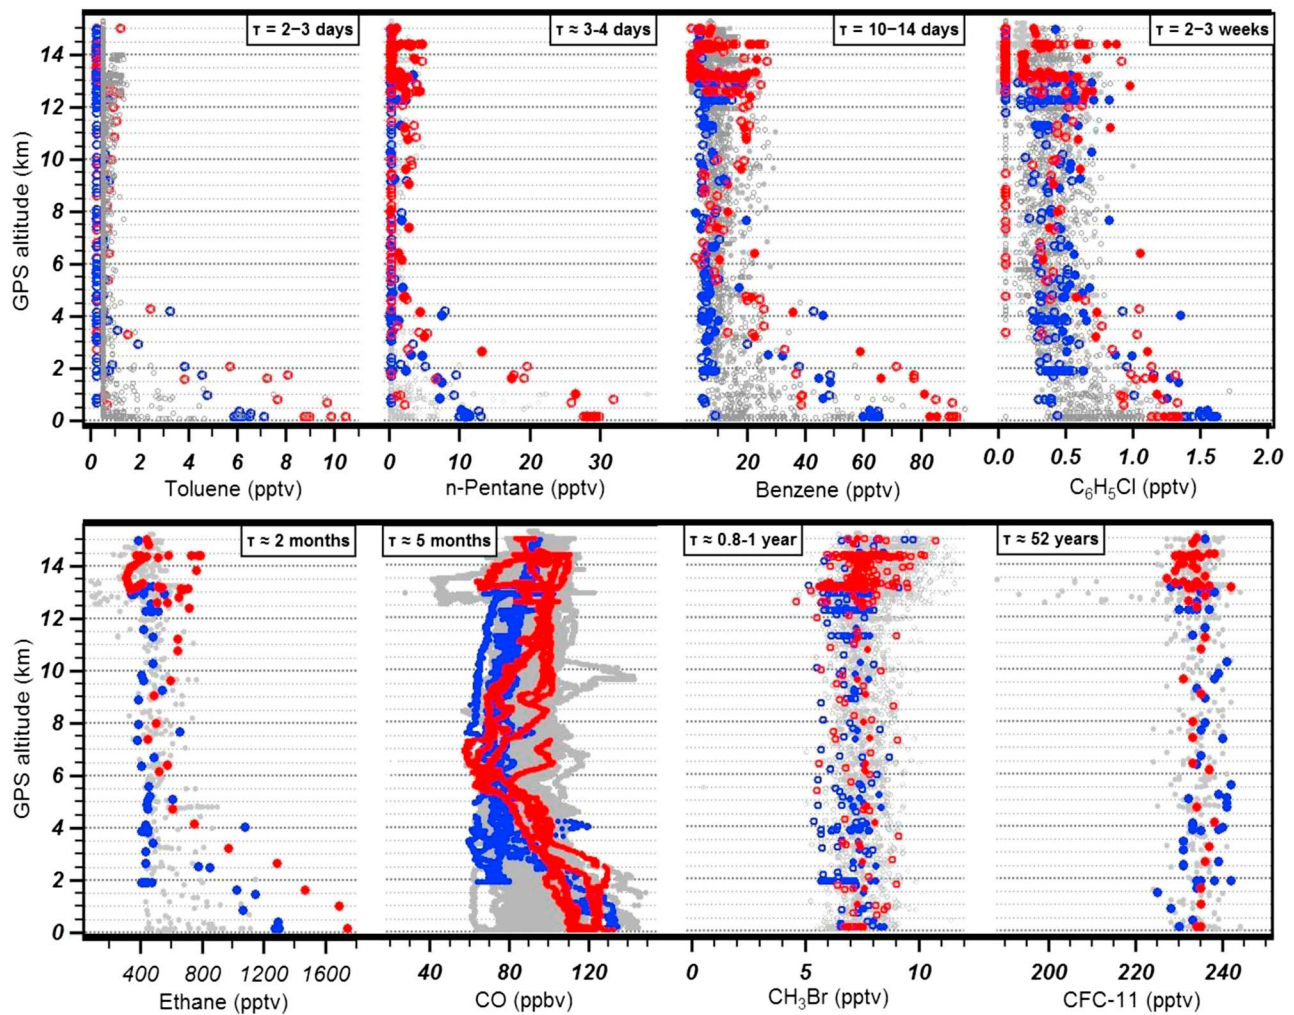 τ = 2−3 days
τ ≈ 3-4 days
τ = 10−14 days
τ = 2−3 weeks
GPS altitude (km)
14
12
10
8
6
4
2
0
0 2 4 6 8 10
0 10 20 30
20 40 60 80
0.0 0.5 1.0 1.5 2.0
Toluene (pptv)
n-Pentane (pptv)
Benzene (pptv)
C₆H₅Cl (pptv)
τ ≈ 2 months
τ ≈ 5 months
τ ≈ 0.8-1 year
τ ≈ 52 years
GPS altitude (km)
14
12
10
8
6
4
2
0
400 800 1200 1600
40 80 120
0 5 10
200 220 240
Ethane (pptv)
CO (ppbv)
CH₃Br (pptv)
CFC-11 (pptv)